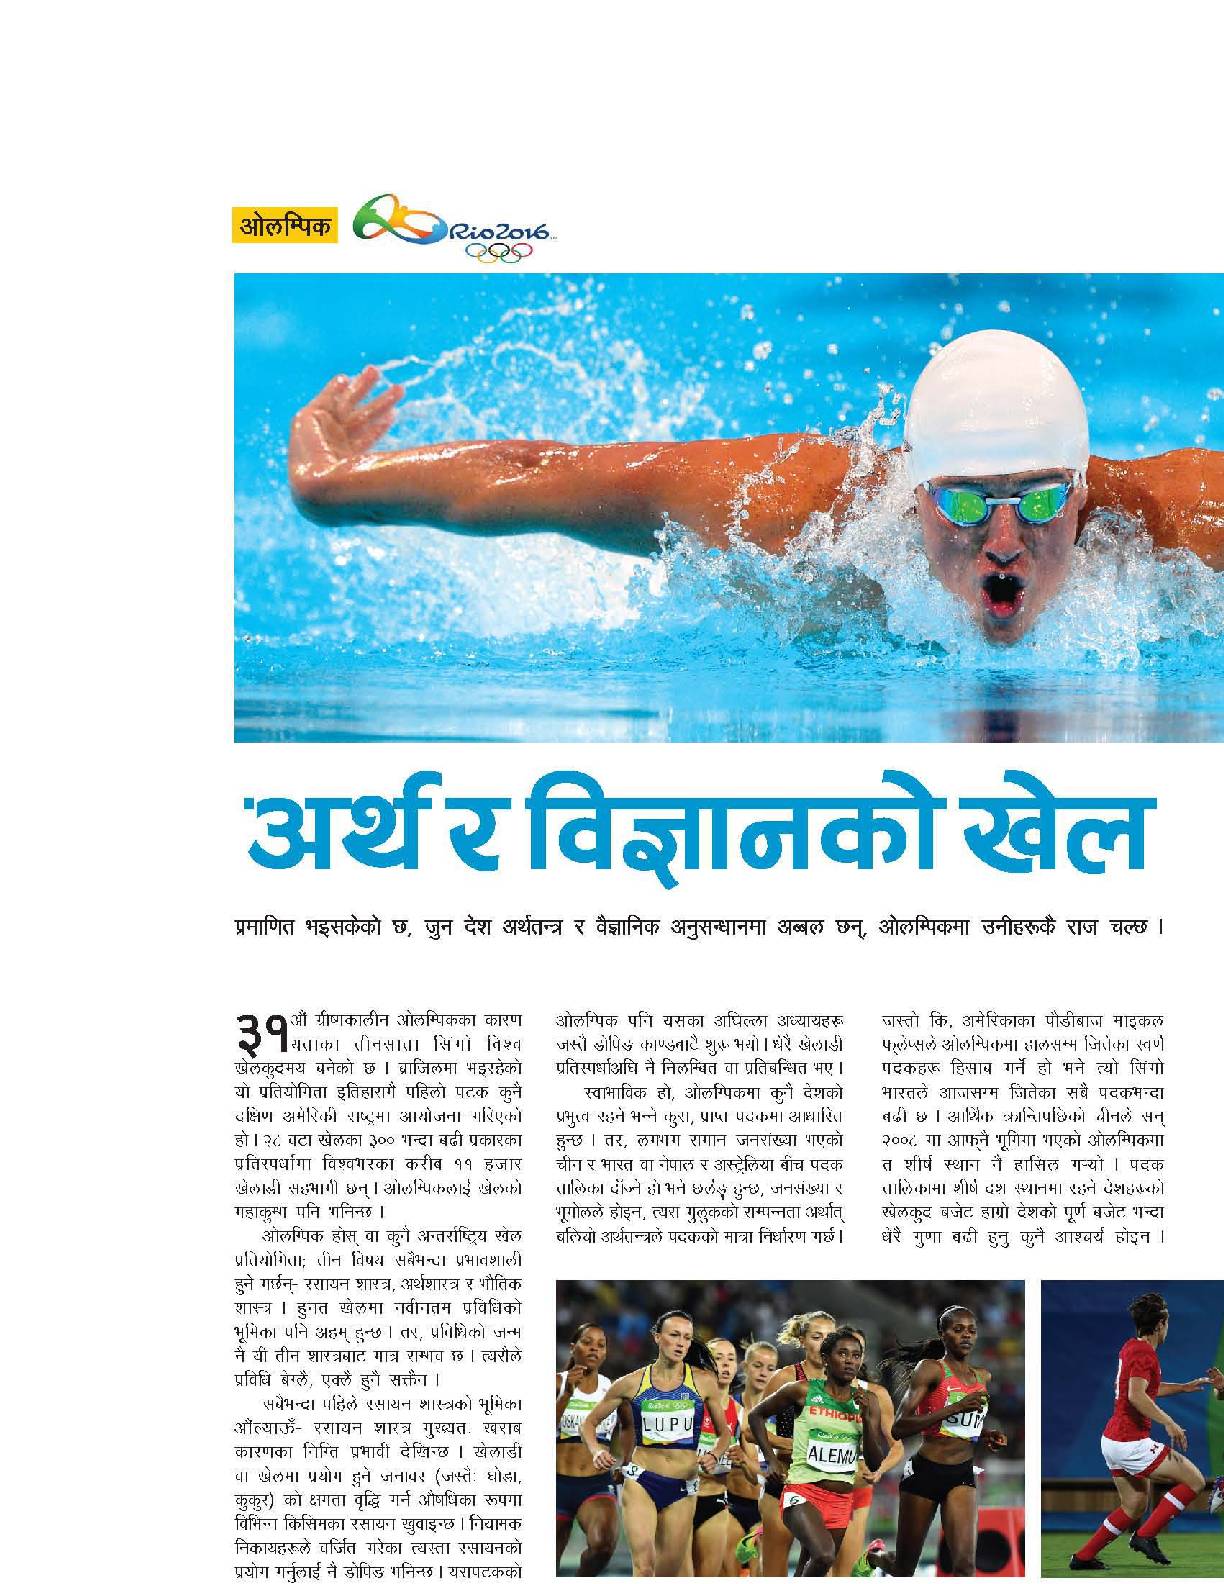 ओलम्पिक
Rio2016
अर्थ र विज्ञानको खेल
प्रमाणित भइसकेको छ, जुन देश अर्थतन्त्र र वैज्ञानिक अनुसन्धानमा अब्बल छन्, ओलम्पिकमा उनीहरूकै राज चल्छ ।
३१औं ग्रीष्मकालीन ओलम्पिकका कारण
यताका तीनसाता सिंगो विश्व
खेलकुदमय बनेको छ । ब्राजिलमा भइरहेको
यो प्रतियोगिता इतिहासमै पहिलो पटक कुनै
दक्षिण अमेरिकी राष्ट्रमा आयोजना गरिएको
हो । २८ वटा खेलका ३०० भन्दा बढी प्रकारका
प्रतिस्पर्धामा विश्वभरका करीब ११ हजार
खेलाडी सहभागी छन् । ओलम्पिकलाई खेलको
महाकुम्भ पनि भनिन्छ ।
ओलम्पिक होस् वा कुनै अन्तर्राष्ट्रिय खेल
प्रतियोगिता; तीन विषय सबैभन्दा प्रभावशाली
हुने गर्छन्- रसायन शास्त्र, अर्थशास्त्र र भौतिक
शास्त्र । हुनत खेलमा नवीनतम प्रविधिको
भूमिका पनि अहम् हुन्छ । तर, प्रविधिको जन्म
नै यी तीन शास्त्रबाट मात्र सम्भव छ । त्यसैले
प्रविधि बेग्लै, एक्लै हुनै सक्तैन ।
सबैभन्दा पहिले रसायन शास्त्रको भूमिका
औंल्याऊँ- रसायन शास्त्र मुख्यतः खराब
कारणका निम्ति प्रभावी देखिन्छ । खेलाडी
वा खेलमा प्रयोग हुने जनावर (जस्तैः घोडा,
कुकुर) को क्षमता वृद्धि गर्न औषधिका रूपमा
विभिन्न किसिमका रसायन खुवाइन्छ । नियामक
निकायहरूले वर्जित गरेका त्यस्ता रसायनको
प्रयोग गर्नुलाई नै डोपिङ भनिन्छ । यसपटकको
ओलम्पिक पनि यसका अघिल्ला अध्यायहरू
जस्तै डोपिङ काण्डबाटै शुरू भयो । धेरै खेलाडी
प्रतिस्पर्धाअघि नै निलम्बित वा प्रतिबन्धित भए ।
स्वाभाविक हो, ओलम्पिकमा कुनै देशको
प्रभुत्व रहने भन्ने कुरा, प्राप्त पदकमा आधारित
हुन्छ । तर, लगभग समान जनसंख्या भएको
चीन र भारत वा नेपाल र अस्ट्रेलिया बीच पदक
तालिका दाँज्ने हो भने छर्लङ्ग हुन्छ, जनसंख्या र
भूगोलले होइन, त्यस मुलुकको सम्पन्नता अर्थात्
बलियो अर्थतन्त्रले पदकको मात्रा निर्धारण गर्छ ।
जस्तो कि, अमेरिकाका पौडीबाज माइकल
फ्लेप्सले ओलम्पिकमा हालसम्म जितेका स्वर्ण
पदकहरू हिसाब गर्ने हो भने त्यो सिंगो
भारतले आजसम्म जितेका सबै पदकभन्दा
बढी छ । आर्थिक क्रान्तिपछिको चीनले सन्
२००८ मा आफ्नै भूमिमा भएको ओलम्पिकमा
त शीर्ष स्थान नै हासिल गर्‍यो । पदक
तालिकामा शीर्ष दश स्थानमा रहने देशहरूको
खेलकुद बजेट हाम्रो देशको पूर्ण बजेट भन्दा
धेरै गुणा बढी हुनु कुनै आश्चर्य होइन ।
LUPU
ETHIOPIA
ALEMU
SUM